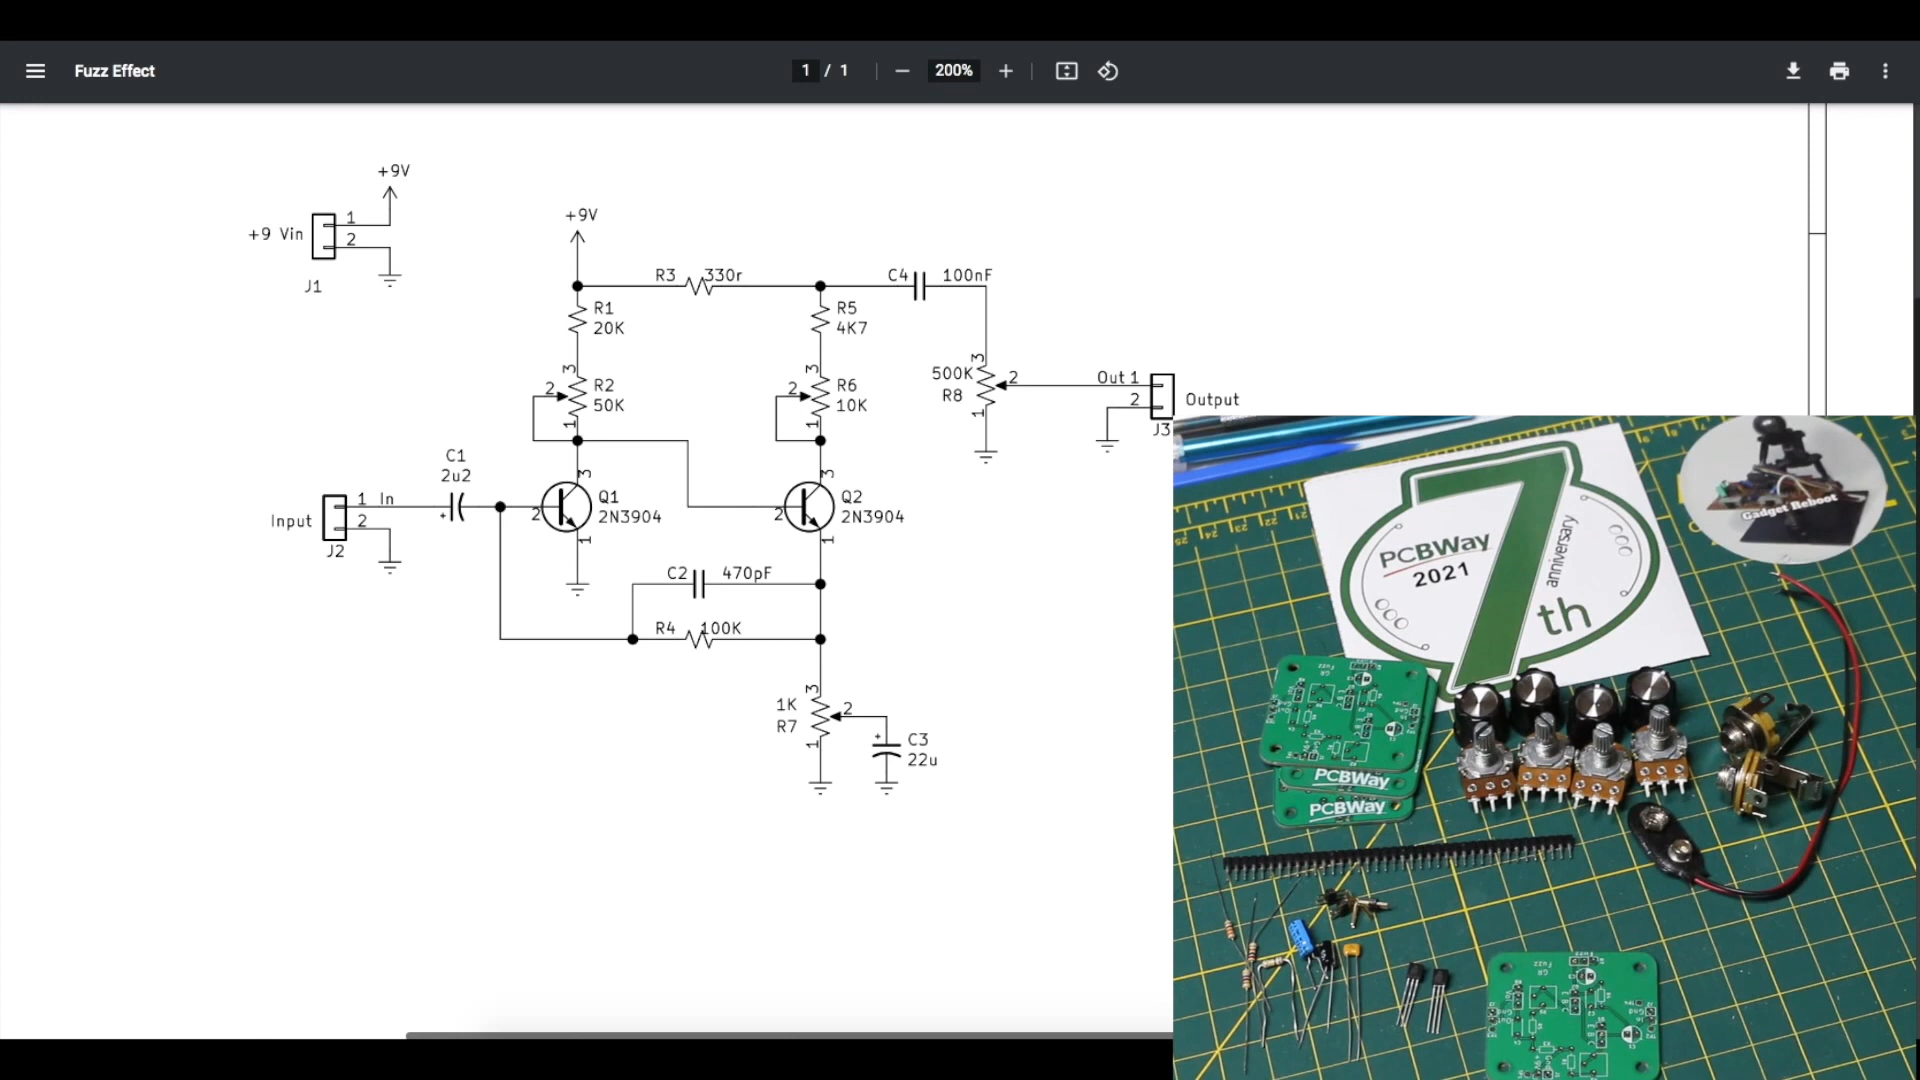 Fuzz Effect
1 / 1
200%
+9V
+9 Vin
1
2
J1
+9V
R3 330r
C4 100nF
R1
20K
R5
4K7
3
2
R2
50K
1
3
2
R6
10K
1
3
500K
R8
2
1
Out 1
2
Output
J3
C1
2u2
+
Input
1 In
2
J2
3
2
Q1
2N3904
1
3
2
Q2
2N3904
1
C2 470pF
R4 100K
3
1K
R7
2
1
+
C3
22u
PCBWay
2021
7
th
anniversary
Gadget Reboot
PCBWay
PCBWay
Fuzz
GR